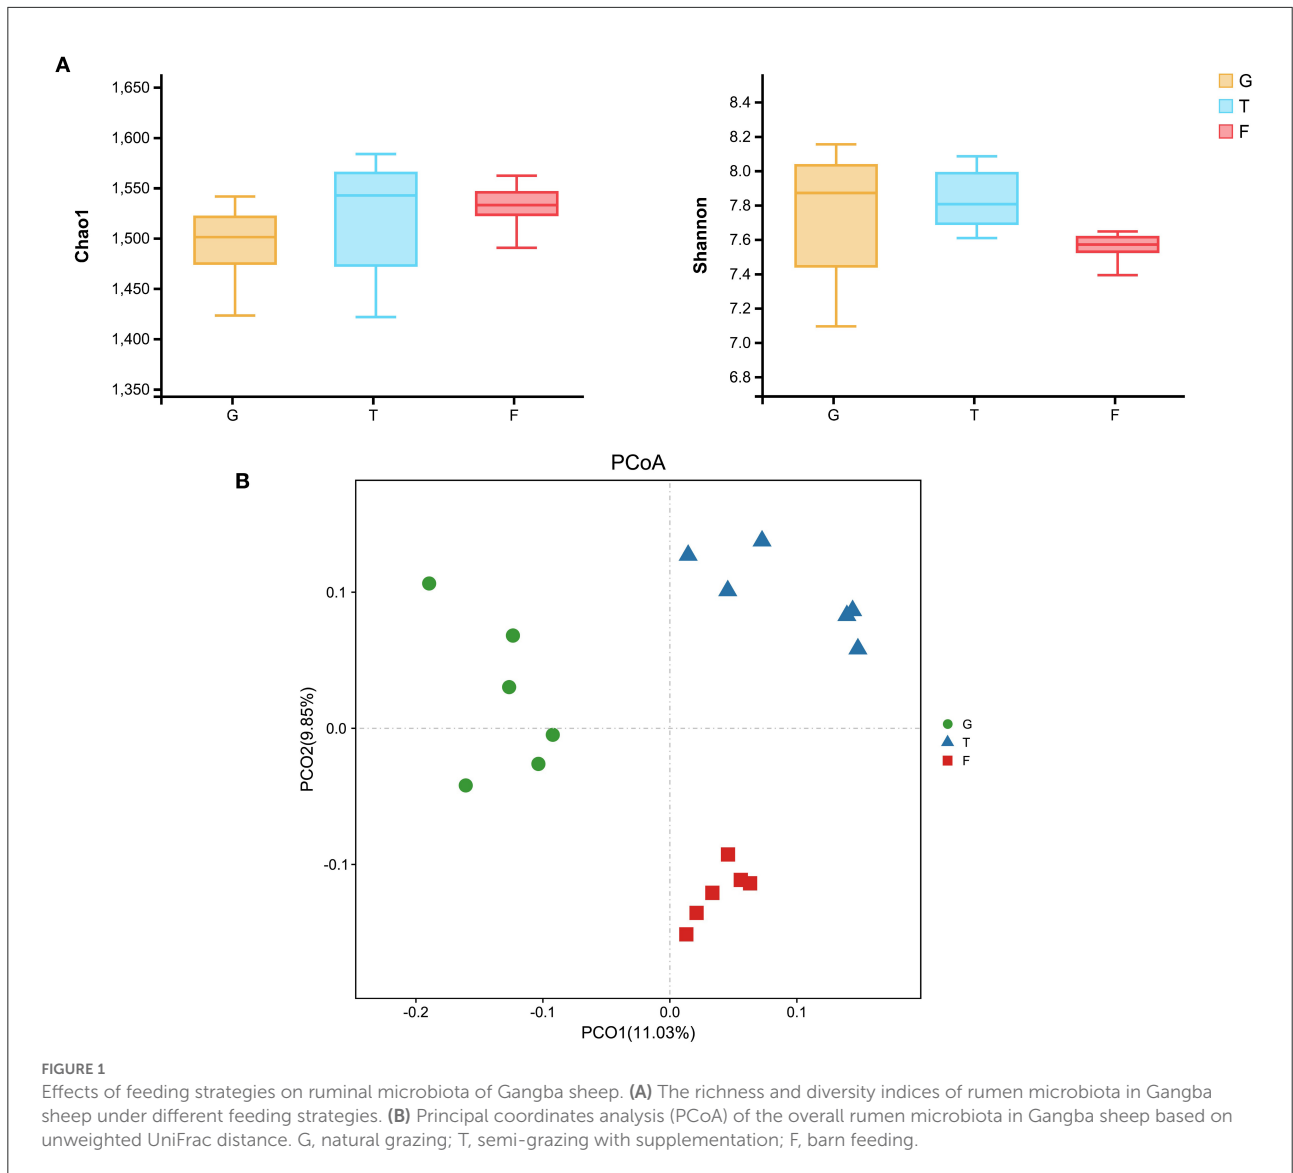 A
1,650
1,600
1,550
1,500
1,450
1,400
1,350
Chao1
G T F
8.4
8.2
8.0
7.8
7.6
7.4
7.2
7.0
6.8
Shannon
G T F
G
T
F
B
PCoA
0.1
0.0
-0.1
PCO2(9.85%)
-0.2 -0.1 0.0 0.1
PCO1(11.03%)
G
T
F
FIGURE 1
Effects of feeding strategies on ruminal microbiota of Gangba sheep. (A) The richness and diversity indices of rumen microbiota in Gangba
sheep under different feeding strategies. (B) Principal coordinates analysis (PCoA) of the overall rumen microbiota in Gangba sheep based on
unweighted UniFrac distance. G, natural grazing; T, semi-grazing with supplementation; F, barn feeding.